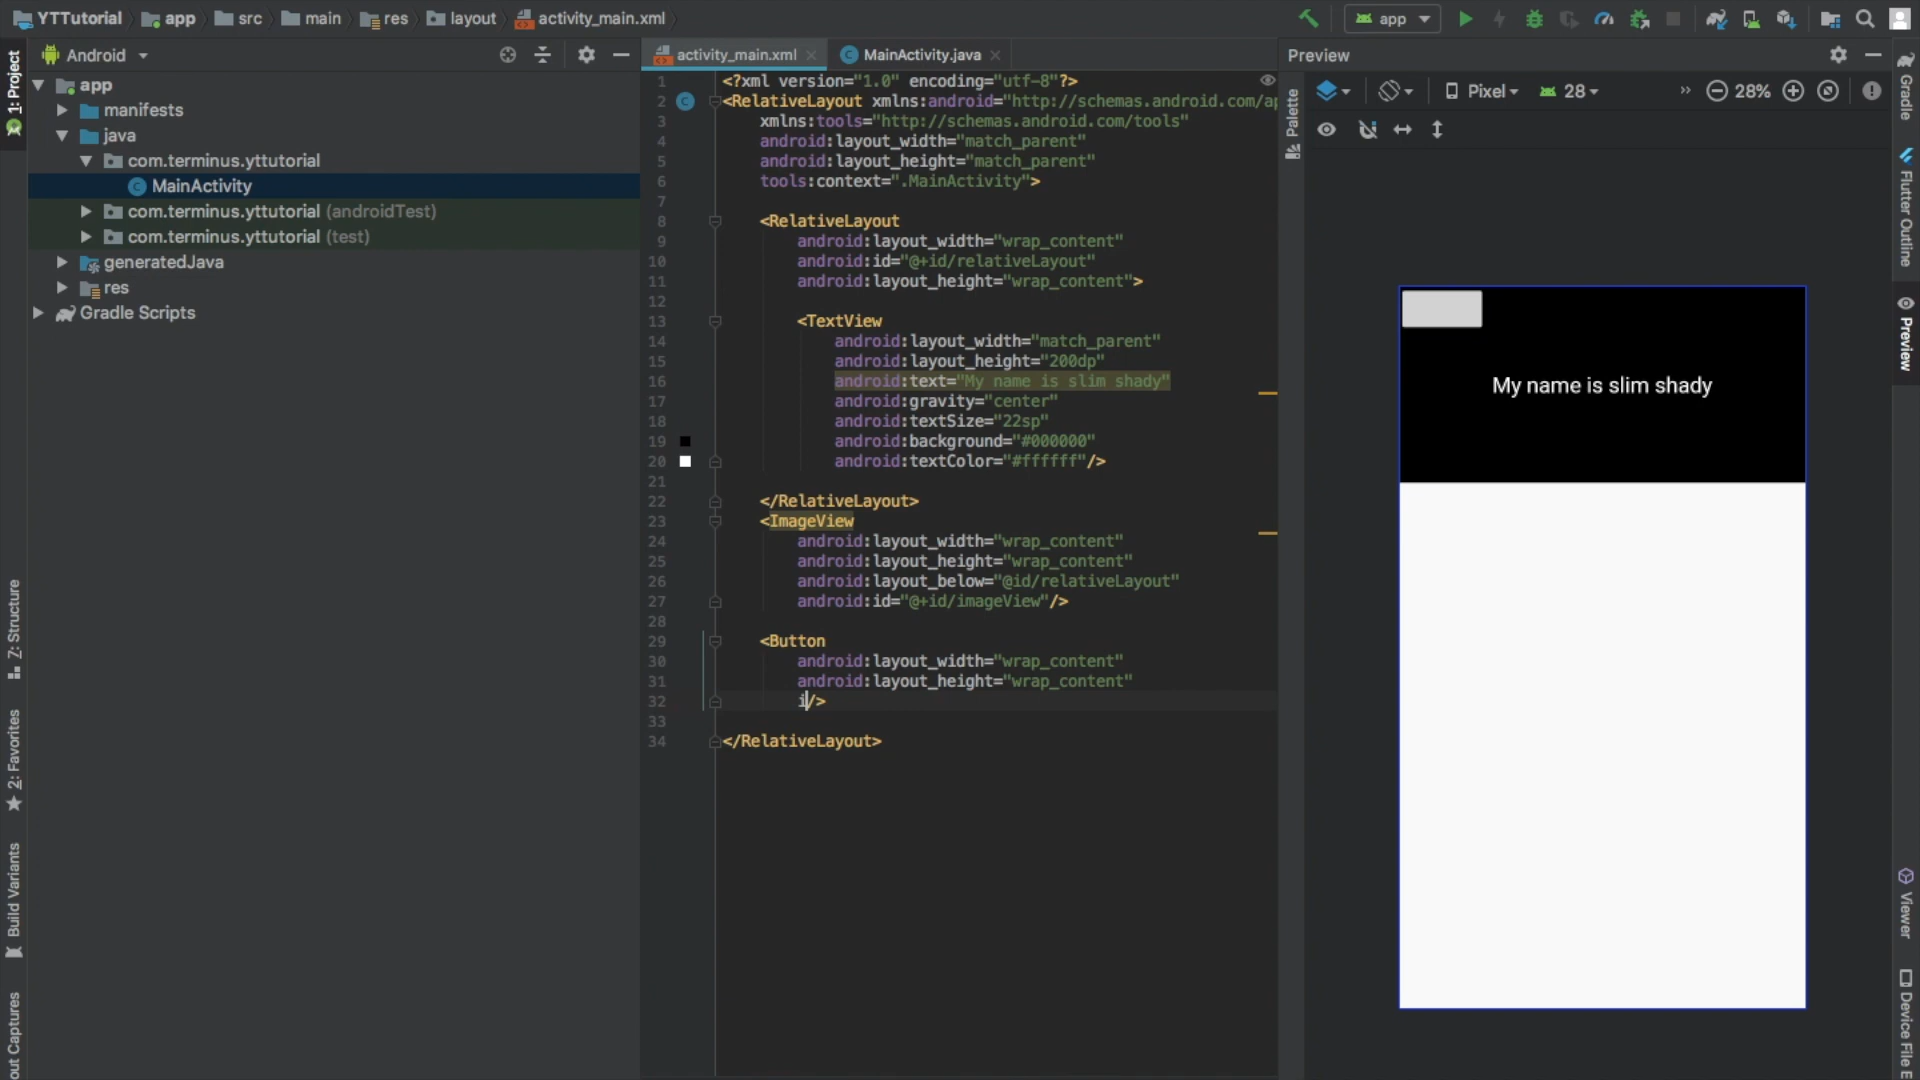 YTTutorial app src main res layout activity_main.xml
app
1: Project
Z: Structure
2: Favorites
Build Variants
out Captures
Android
app
manifests
java
com.terminus.yttutorial
MainActivity
com.terminus.yttutorial (androidTest)
com.terminus.yttutorial (test)
generatedJava
res
Gradle Scripts
activity_main.xml MainActivity.java
1 <?xml version="1.0" encoding="utf-8"?>
2 <RelativeLayout xmlns:android="http://schemas.android.com/ap
3 xmlns:tools="http://schemas.android.com/tools"
4 android:layout_width="match_parent"
5 android:layout_height="match_parent"
6 tools:context=".MainActivity">
7
8 <RelativeLayout
9 android:layout_width="wrap_content"
10 android:id="@+id/relativeLayout"
11 android:layout_height="wrap_content">
12
13 <TextView
14 android:layout_width="match_parent"
15 android:layout_height="200dp"
16 android:text="My name is slim shady"
17 android:gravity="center"
18 android:textSize="22sp"
19 android:background="#000000"
20 android:textColor="#ffffff"/>
21
22 </RelativeLayout>
23 <ImageView
24 android:layout_width="wrap_content"
25 android:layout_height="wrap_content"
26 android:layout_below="@id/relativeLayout"
27 android:id="@+id/imageView"/>
28
29 <Button
30 android:layout_width="wrap_content"
31 android:layout_height="wrap_content"
32 i/>
33
34 </RelativeLayout>
Preview
Palette
Pixel 28 » 28%
My name is slim shady
Gradle
Flutter Outline
Preview
Viewer
Device File E